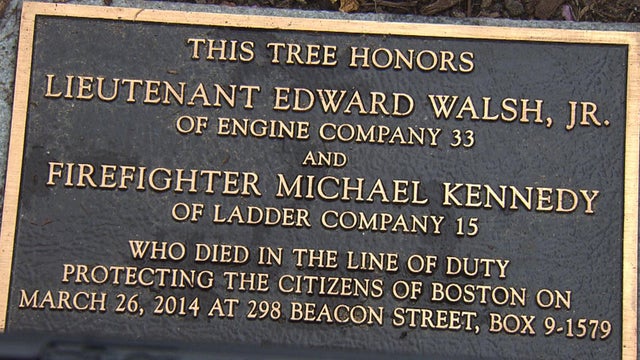 THIS TREE HONORS
LIEUTENANT EDWARD WALSH, JR.
OF ENGINE COMPANY 33
AND
FIREFIGHTER MICHAEL KENNEDY
OF LADDER COMPANY 15
WHO DIED IN THE LINE OF DUTY
PROTECTING THE CITIZENS OF BOSTON ON
MARCH 26, 2014 AT 298 BEACON STREET, BOX 9-1579